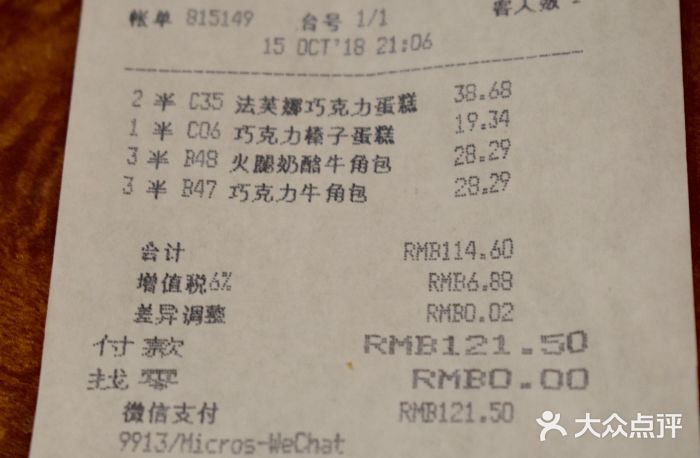 帐单 815149 台号 1/1 客人数
15 OCT'18 21:06
2 半 C35 法芙娜巧克力蛋糕 38.68
1 半 C06 巧克力榛子蛋糕 19.34
3 半 B48 火腿奶酪牛角包 28.29
3 半 B47 巧克力牛角包 28.29
合计 RMB114.60
增值税6% RMB6.88
差异调整 RMB0.02
付款 RMB121.50
找零 RMB0.00
微信支付 RMB121.50
9913/Micros-WeChat
大众点评